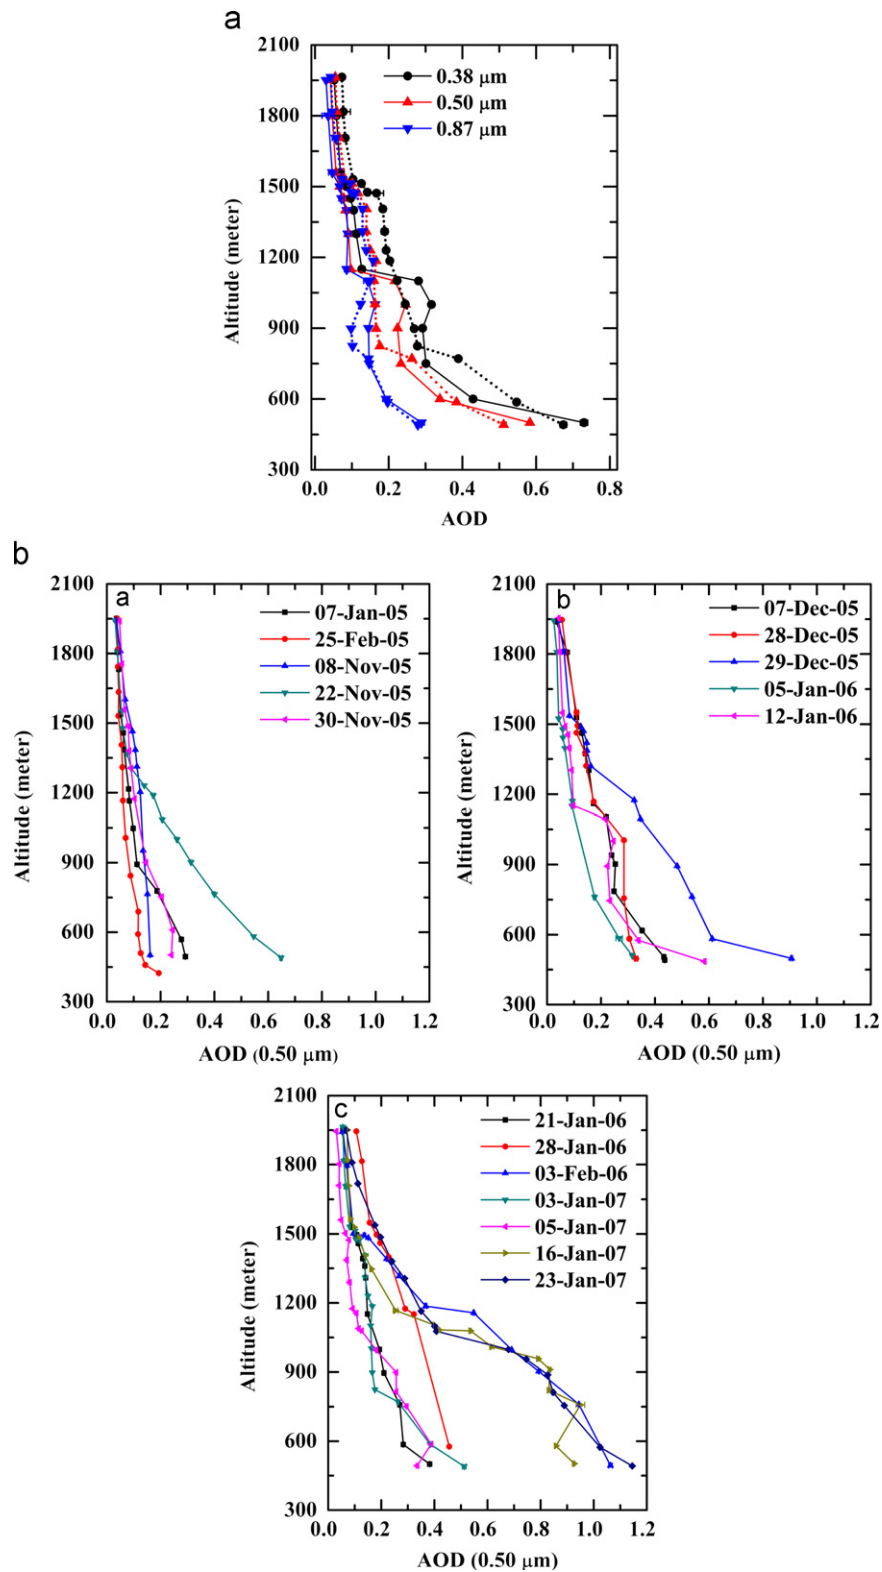 a
2100
1800
1500
1200
900
600
300
Altitude (meter)
0.38 μm
0.50 μm
0.87 μm
0.0 0.2 0.4 0.6 0.8
AOD
b
a
2100
1800
1500
1200
900
600
300
Altitude (meter)
07-Jan-05
25-Feb-05
08-Nov-05
22-Nov-05
30-Nov-05
0.0 0.2 0.4 0.6 0.8 1.0 1.2
AOD (0.50 μm)
b
2100
1800
1500
1200
900
600
300
Altitude (meter)
07-Dec-05
28-Dec-05
29-Dec-05
05-Jan-06
12-Jan-06
0.0 0.2 0.4 0.6 0.8 1.0 1.2
AOD (0.50 μm)
c
2100
1800
1500
1200
900
600
300
Altitude (meter)
21-Jan-06
28-Jan-06
03-Feb-06
03-Jan-07
05-Jan-07
16-Jan-07
23-Jan-07
0.0 0.2 0.4 0.6 0.8 1.0 1.2
AOD (0.50 μm)